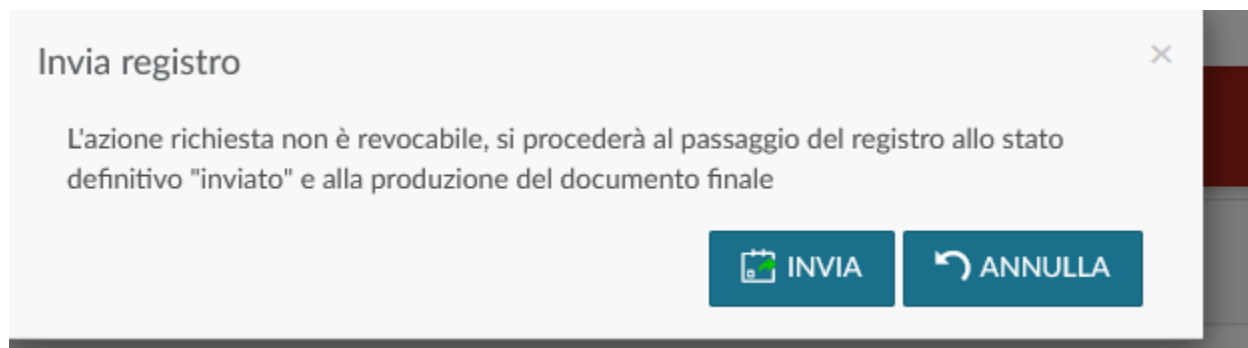 Invia registro
L'azione richiesta non è revocabile, si procederà al passaggio del registro allo stato
definitivo "inviato" e alla produzione del documento finale
INVIA
ANNULLA